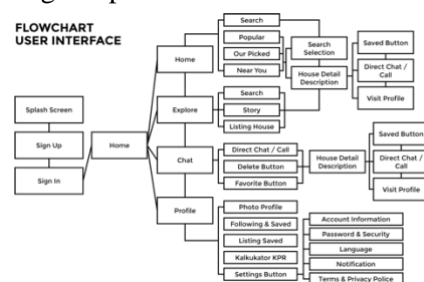 FLOWCHART
USER INTERFACE
Splash Screen
Sign Up
Sign In
Home
Home
Explore
Chat
Profile
Search
Popular
Our Picked
Near You
Search
Selection
House Detail
Description
Saved Button
Direct Chat /
Call
Visit Profile
Search
Story
Listing House
Direct Chat / Call
Delete Button
Favorite Button
House Detail
Description
Saved Button
Direct Chat /
Call
Visit Profile
Photo Profile
Following & Saved
Listing Saved
Kalkukator KPR
Settings Button
Account Information
Password & Security
Language
Notification
Terms & Privacy Police